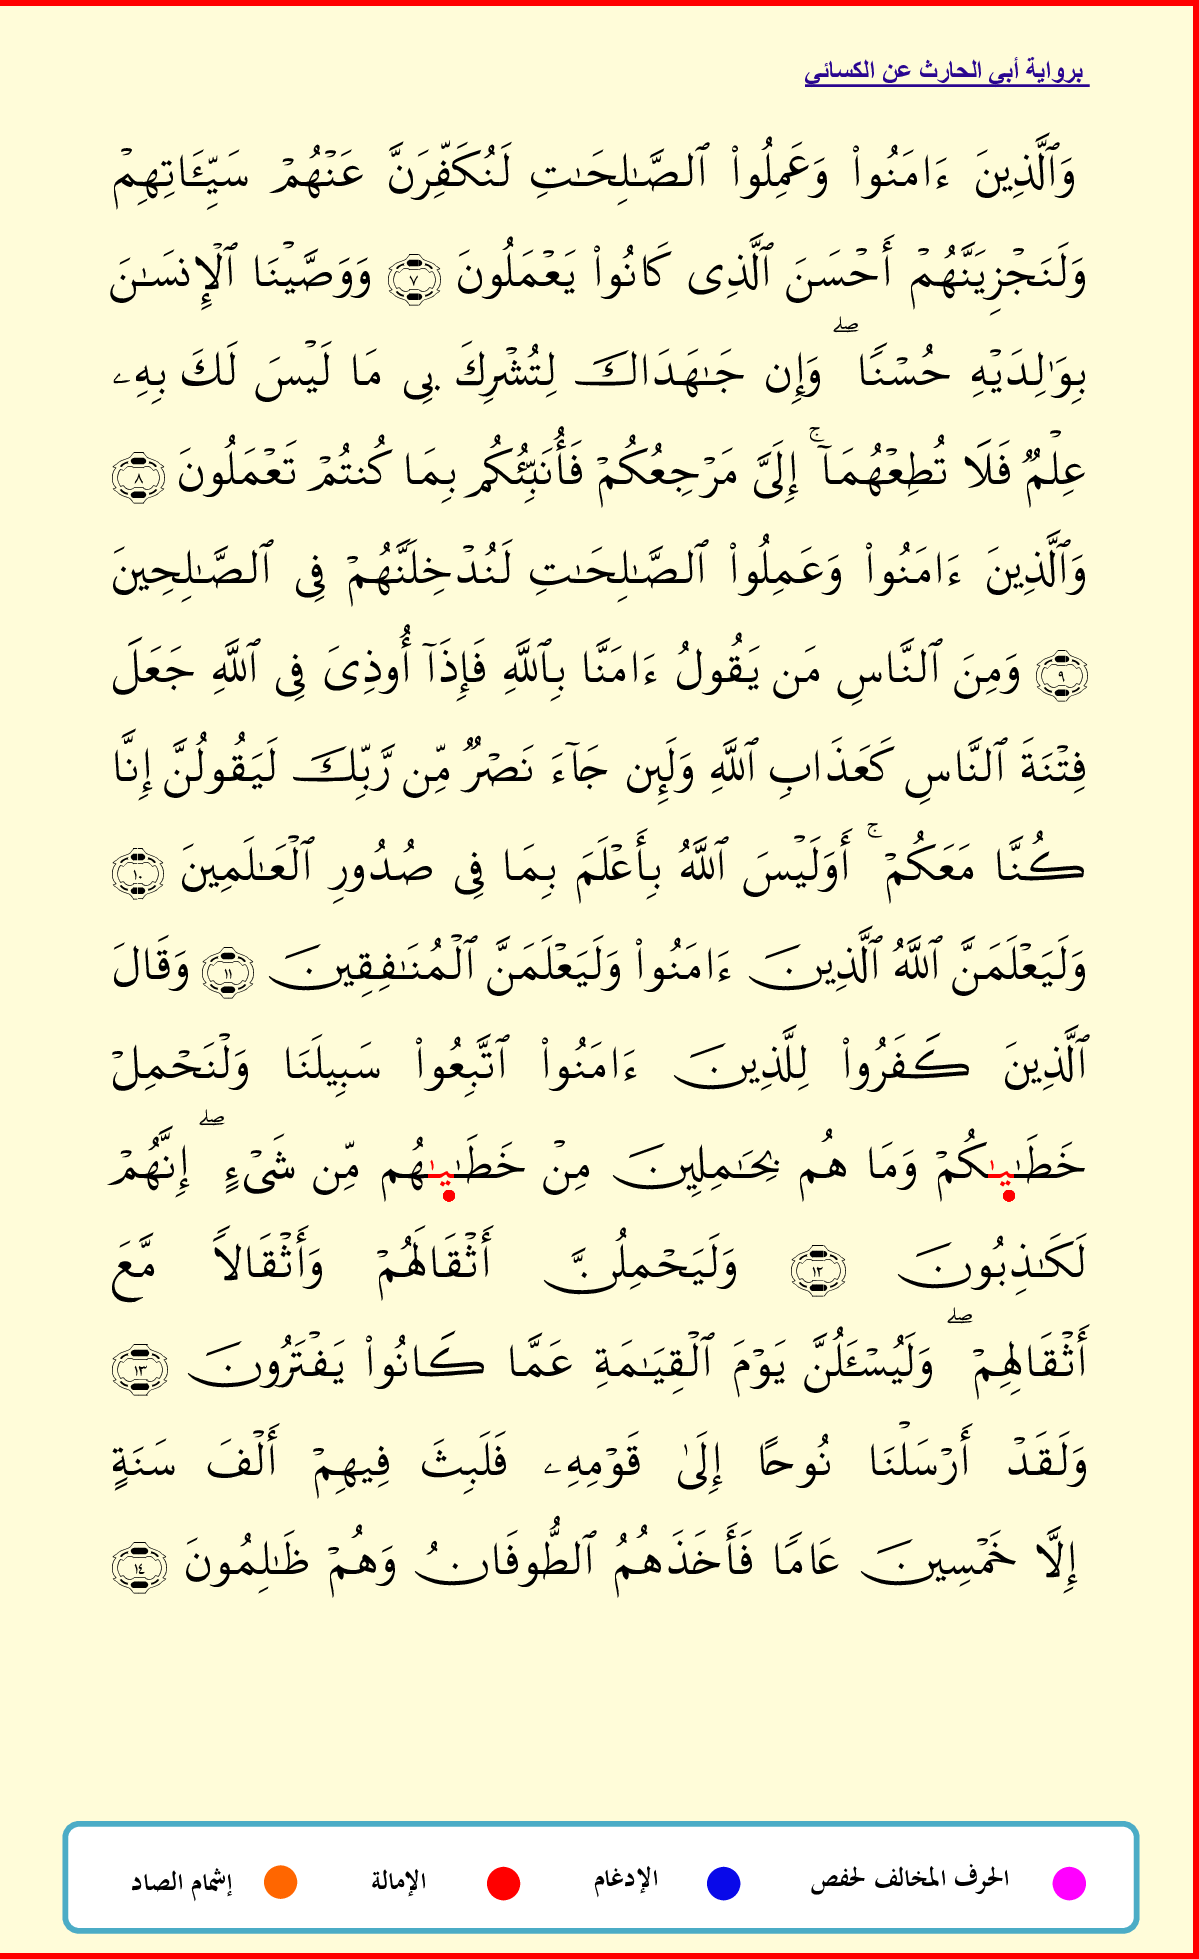 برواية أبي الحارث عن الكسائي
وَٱلَّذِينَ ءَامَنُوا۟ وَعَمِلُوا۟ ٱلصَّـٰلِحَـٰتِ لَنُكَفِّرَنَّ عَنْهُمْ سَيِّـَٔاتِهِمْ
وَلَنَجْزِيَنَّهُمْ أَحْسَنَ ٱلَّذِى كَانُوا۟ يَعْمَلُونَ ٧ وَوَصَّيْنَا ٱلْإِنسَـٰنَ
بِوَٰلِدَيْهِ حُسْنًا ۖ وَإِن جَـٰهَدَاكَ لِتُشْرِكَ بِى مَا لَيْسَ لَكَ بِهِۦ
عِلْمٌ فَلَا تُطِعْهُمَآ ۚ إِلَىَّ مَرْجِعُكُمْ فَأُنَبِّئُكُم بِمَا كُنتُمْ تَعْمَلُونَ ٨
وَٱلَّذِينَ ءَامَنُوا۟ وَعَمِلُوا۟ ٱلصَّـٰلِحَـٰتِ لَنُدْخِلَنَّهُمْ فِى ٱلصَّـٰلِحِينَ
٩ وَمِنَ ٱلنَّاسِ مَن يَقُولُ ءَامَنَّا بِٱللَّهِ فَإِذَآ أُوذِىَ فِى ٱللَّهِ جَعَلَ
فِتْنَةَ ٱلنَّاسِ كَعَذَابِ ٱللَّهِ وَلَئِن جَآءَ نَصْرٌ مِّن رَّبِّكَ لَيَقُولُنَّ إِنَّا
كُنَّا مَعَكُمْ ۚ أَوَلَيْسَ ٱللَّهُ بِأَعْلَمَ بِمَا فِى صُدُورِ ٱلْعَـٰلَمِينَ ١٠
وَلَيَعْلَمَنَّ ٱللَّهُ ٱلَّذِينَ ءَامَنُوا۟ وَلَيَعْلَمَنَّ ٱلْمُنَـٰفِقِينَ ١١ وَقَالَ
ٱلَّذِينَ كَفَرُوا۟ لِلَّذِينَ ءَامَنُوا۟ ٱتَّبِعُوا۟ سَبِيلَنَا وَلْنَحْمِلْ
خَطَـٰيَـٰكُمْ وَمَا هُم بِحَـٰمِلِينَ مِنْ خَطَـٰيَـٰهُم مِّن شَىْءٍ ۖ إِنَّهُمْ
لَكَـٰذِبُونَ ١٢ وَلَيَحْمِلُنَّ أَثْقَالَهُمْ وَأَثْقَالًا مَّعَ
أَثْقَالِهِمْ ۖ وَلَيُسْـَٔلُنَّ يَوْمَ ٱلْقِيَـٰمَةِ عَمَّا كَانُوا۟ يَفْتَرُونَ ١٣
وَلَقَدْ أَرْسَلْنَا نُوحًا إِلَىٰ قَوْمِهِۦ فَلَبِثَ فِيهِمْ أَلْفَ سَنَةٍ
إِلَّا خَمْسِينَ عَامًا فَأَخَذَهُمُ ٱلطُّوفَانُ وَهُمْ ظَـٰلِمُونَ ١٤
الحرف المخالف لحفص الإدغام الإمالة إشمام الصاد